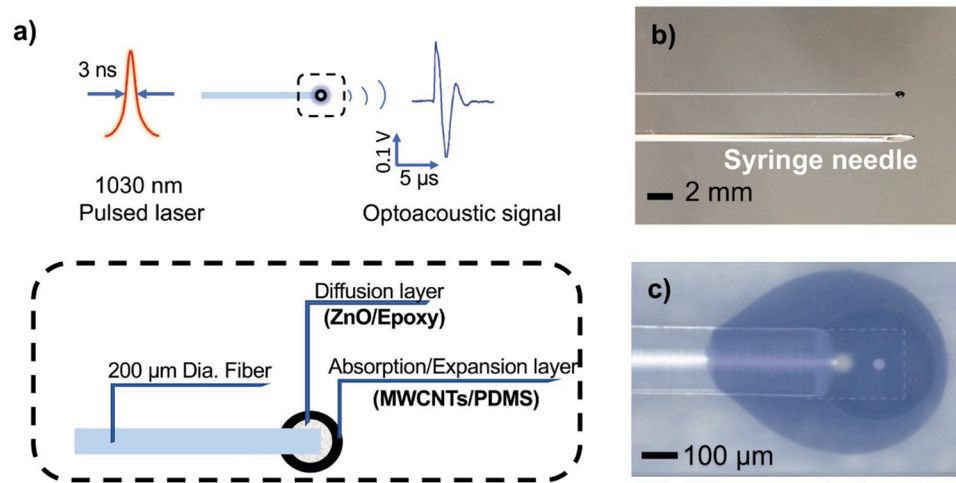 a)
3 ns
1030 nm
Pulsed laser
0.1 V
5 μs
Optoacoustic signal
Diffusion layer
(ZnO/Epoxy)
200 μm Dia. Fiber
Absorption/Expansion layer
(MWCNTs/PDMS)
b)
Syringe needle
2 mm
c)
100 μm